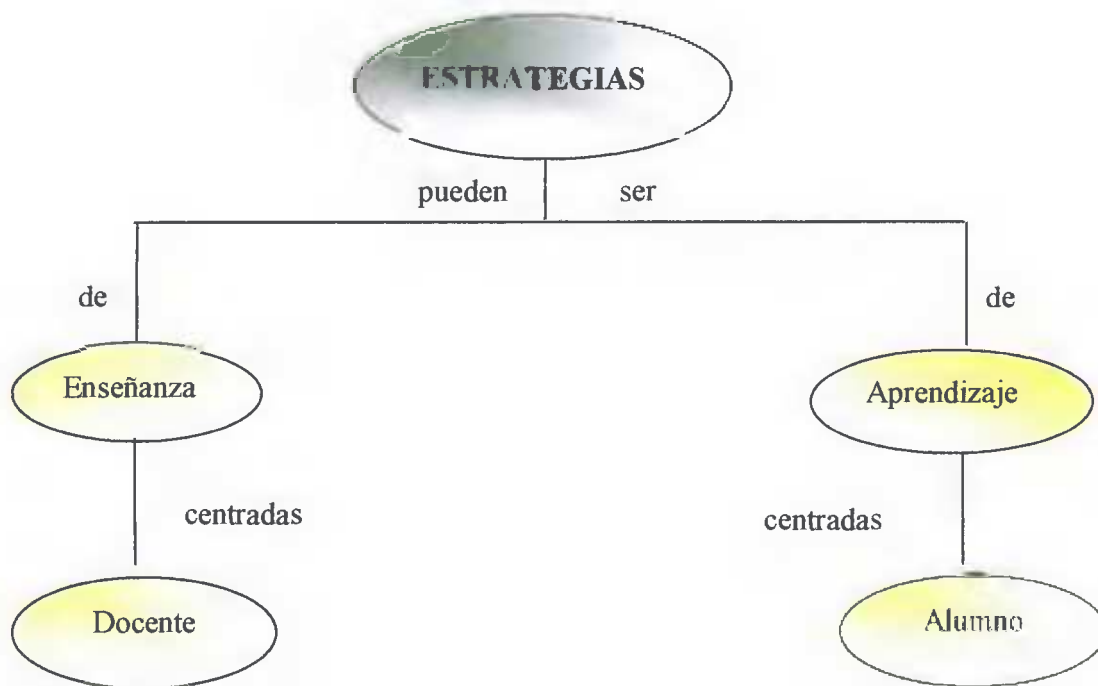 ESTRATEGIAS
pueden ser
de de
Enseñanza Aprendizaje
centradas centradas
Docente Alumno